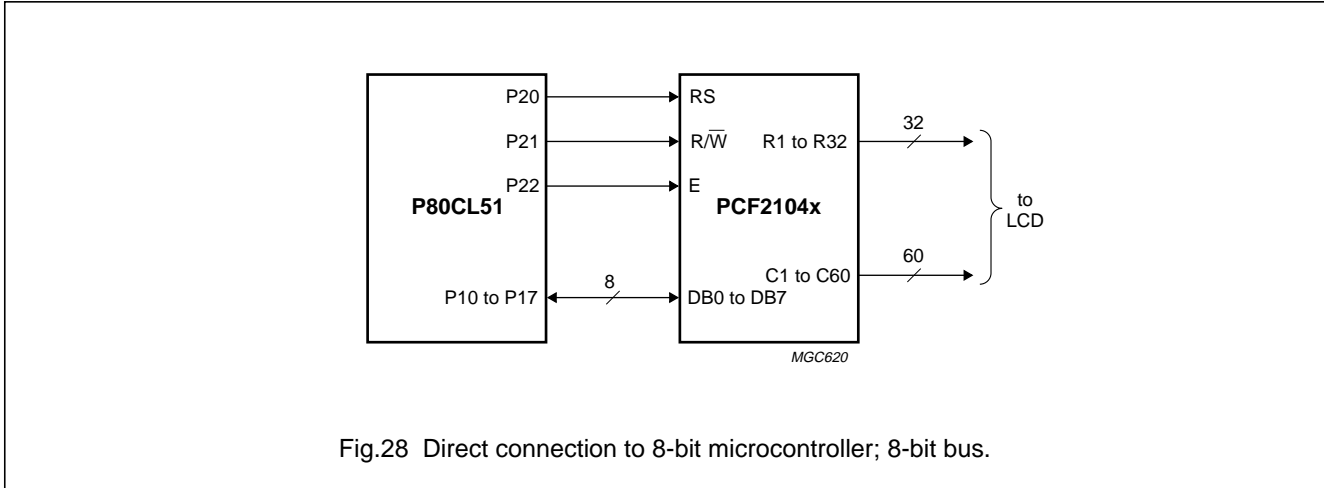 P20
RS
P21
R/W̅
R1 to R32
32
P22
E
P80CL51
PCF2104x
to
LCD
C1 to C60
60
P10 to P17
8
DB0 to DB7
MGC620
Fig.28 Direct connection to 8-bit microcontroller; 8-bit bus.